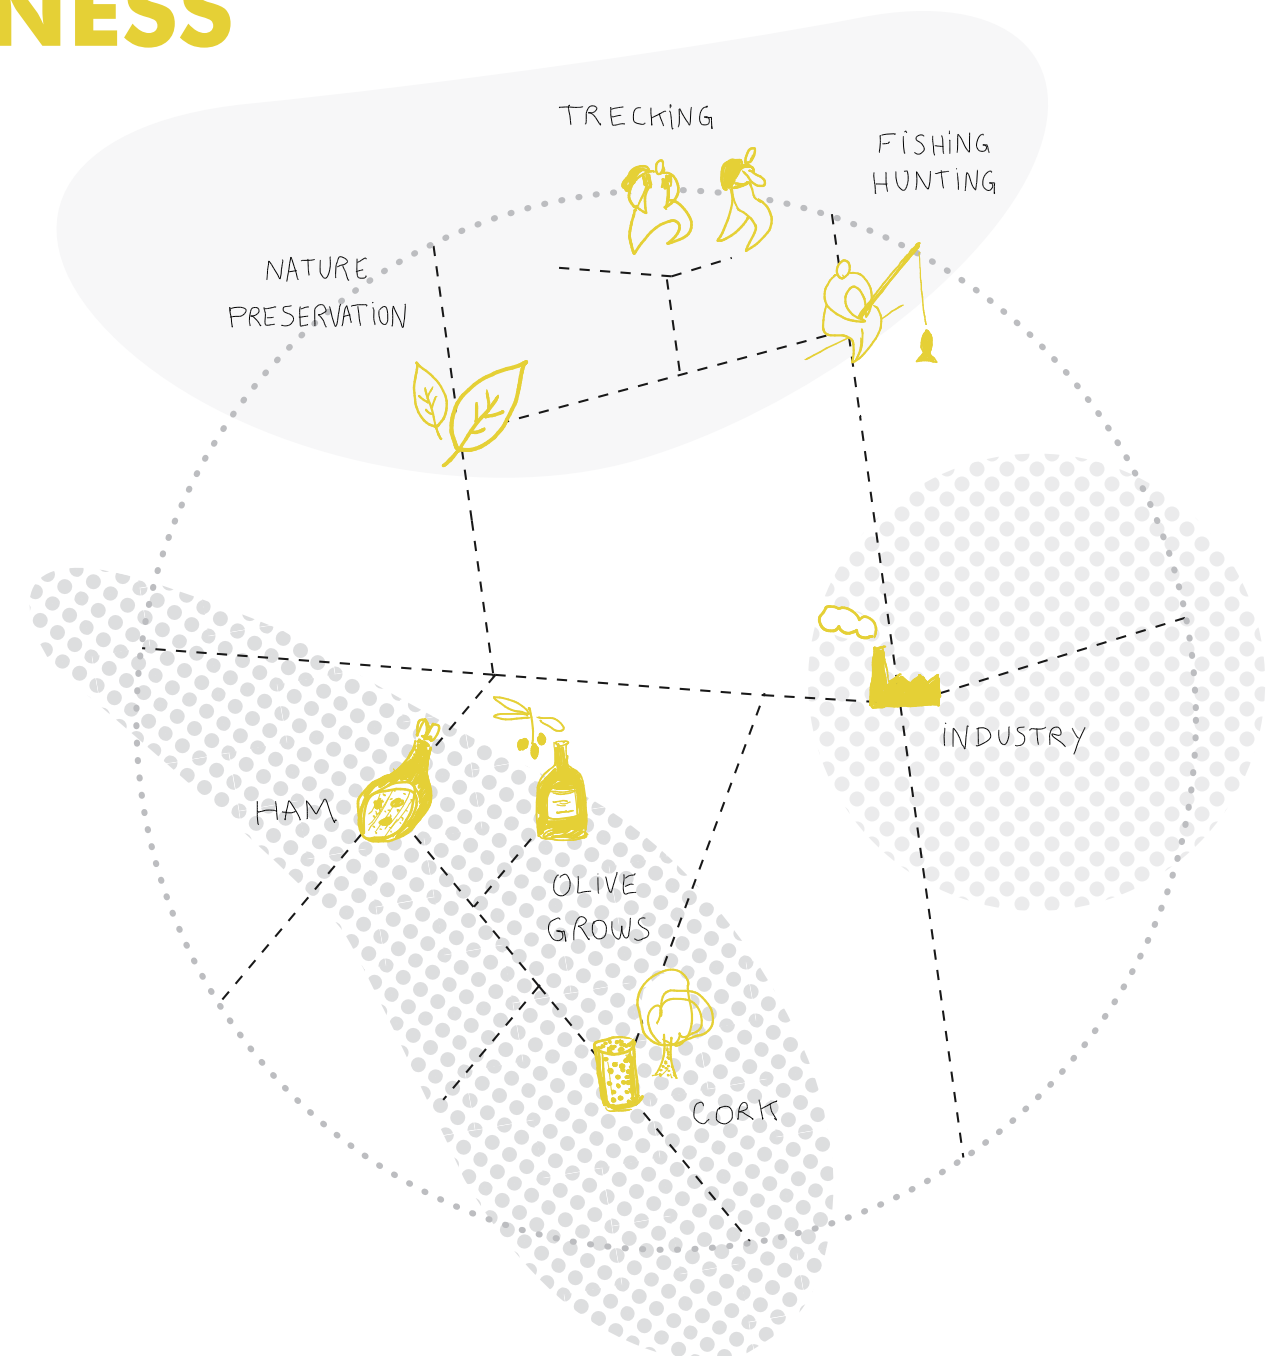 NESS
TRECKING
FISHING
HUNTING
NATURE
PRESERVATION
INDUSTRY
HAM
OLIVE
GROWS
CORK